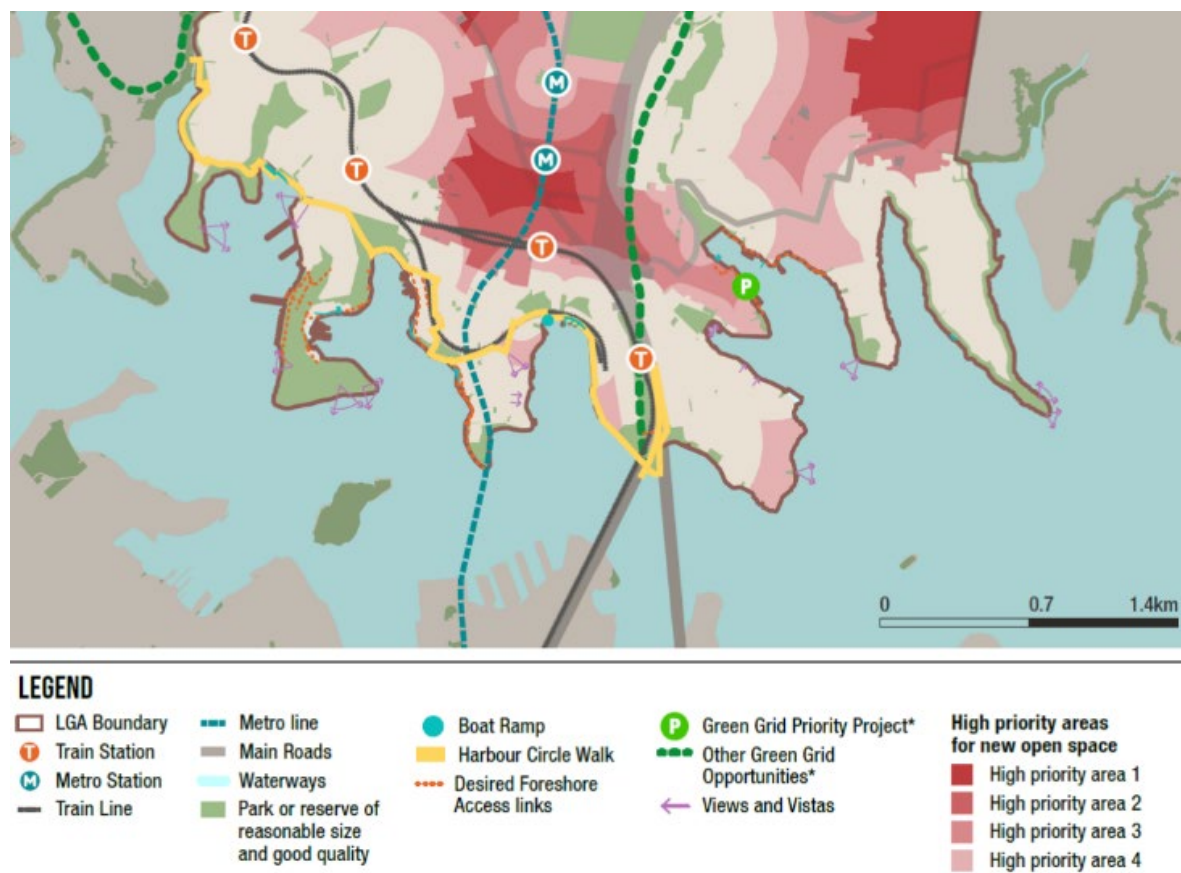 T
M
M
T
T
P
T
0 0.7 1.4km
LEGEND
LGA Boundary
T Train Station
M Metro Station
Train Line
Metro line
Main Roads
Waterways
Park or reserve of
reasonable size
and good quality
Boat Ramp
Harbour Circle Walk
Desired Foreshore
Access links
P Green Grid Priority Project*
Other Green Grid
Opportunities*
Views and Vistas
High priority areas
for new open space
High priority area 1
High priority area 2
High priority area 3
High priority area 4